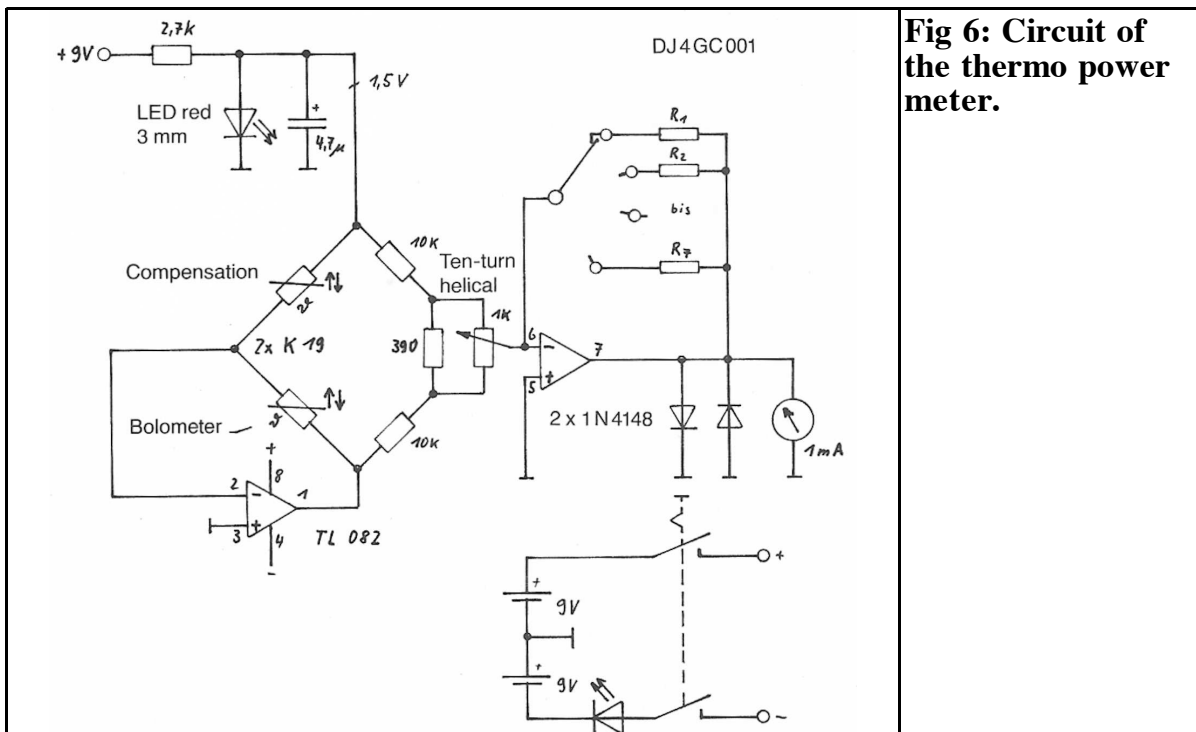 2,7k
DJ4GC001
+9V
1,5V
LED red
3 mm
+
4,7µ
R1
R2
bis
R7
10K
Ten-turn
helical
Compensation
ϑ
1K
2x K 19
390
6
-
7
5
+
2 x 1N4148
Bolometer
ϑ
10K
1mA
+
8
2
-
1
3
+
4
TL 082
-
+
+
9V
+
9V
-
Fig 6: Circuit of
the thermo power
meter.